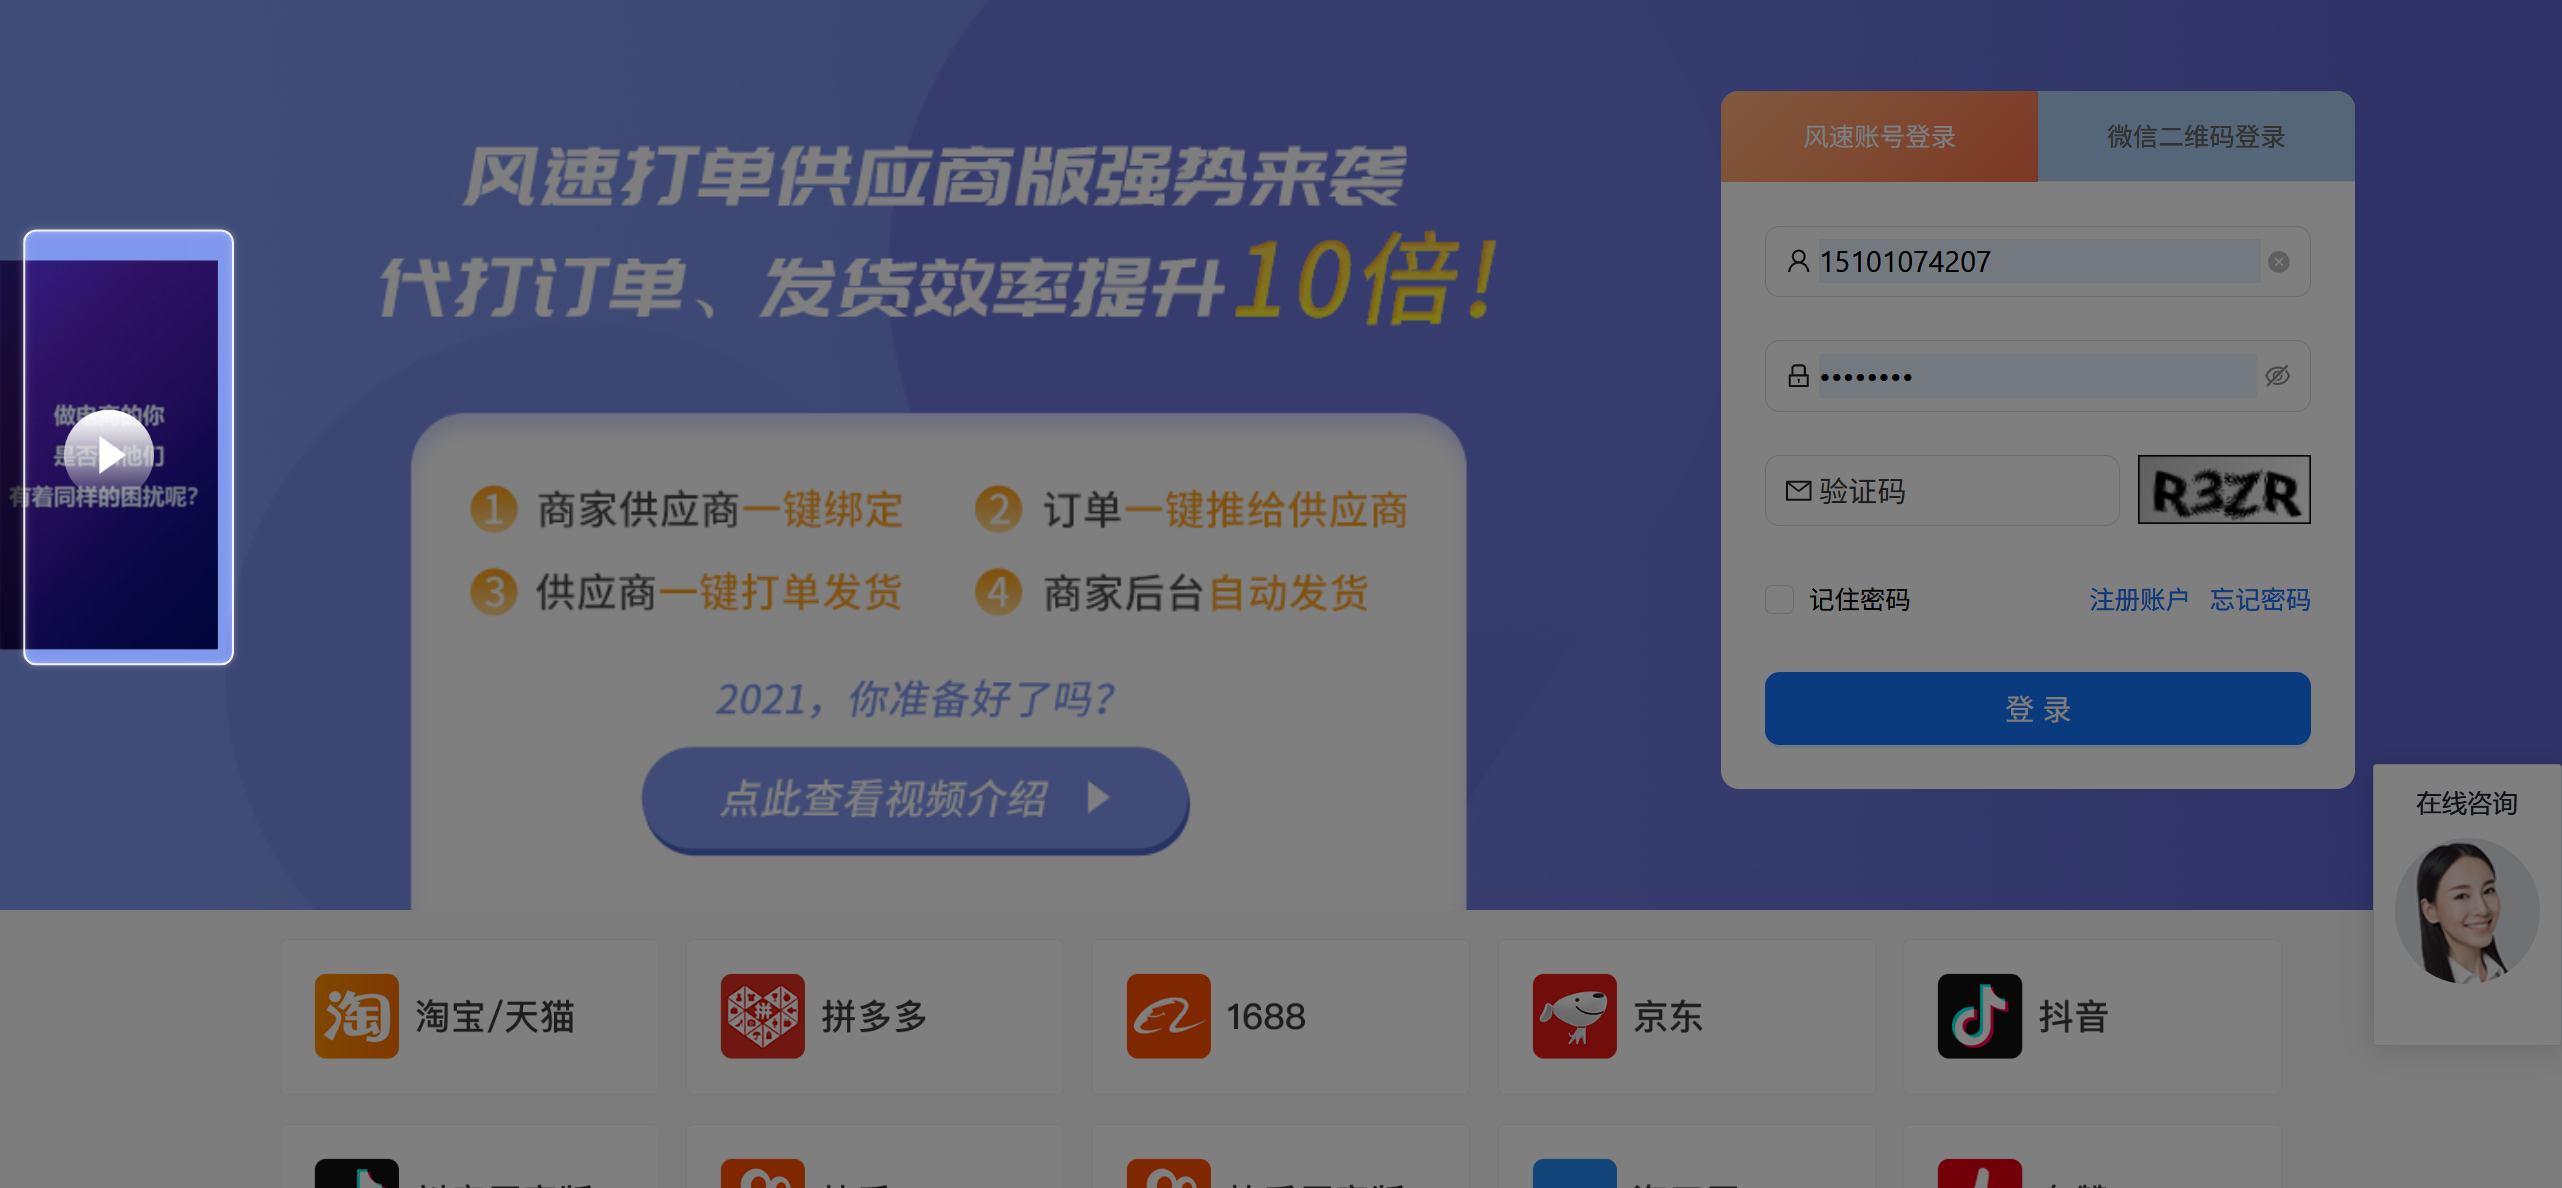 风速打单供应商版强势来袭
代打订单、发货效率提升10倍!
做电商的你
是否和他们
有着同样的困扰呢?
1 商家供应商一键绑定
2 订单一键推给供应商
3 供应商一键打单发货
4 商家后台自动发货
2021，你准备好了吗?
点此查看视频介绍
风速账号登录
微信二维码登录
15101074207
验证码
R3ZR
记住密码
注册账户
忘记密码
登 录
在线咨询
淘 淘宝/天猫
拼 拼多多
1688
京东
抖音